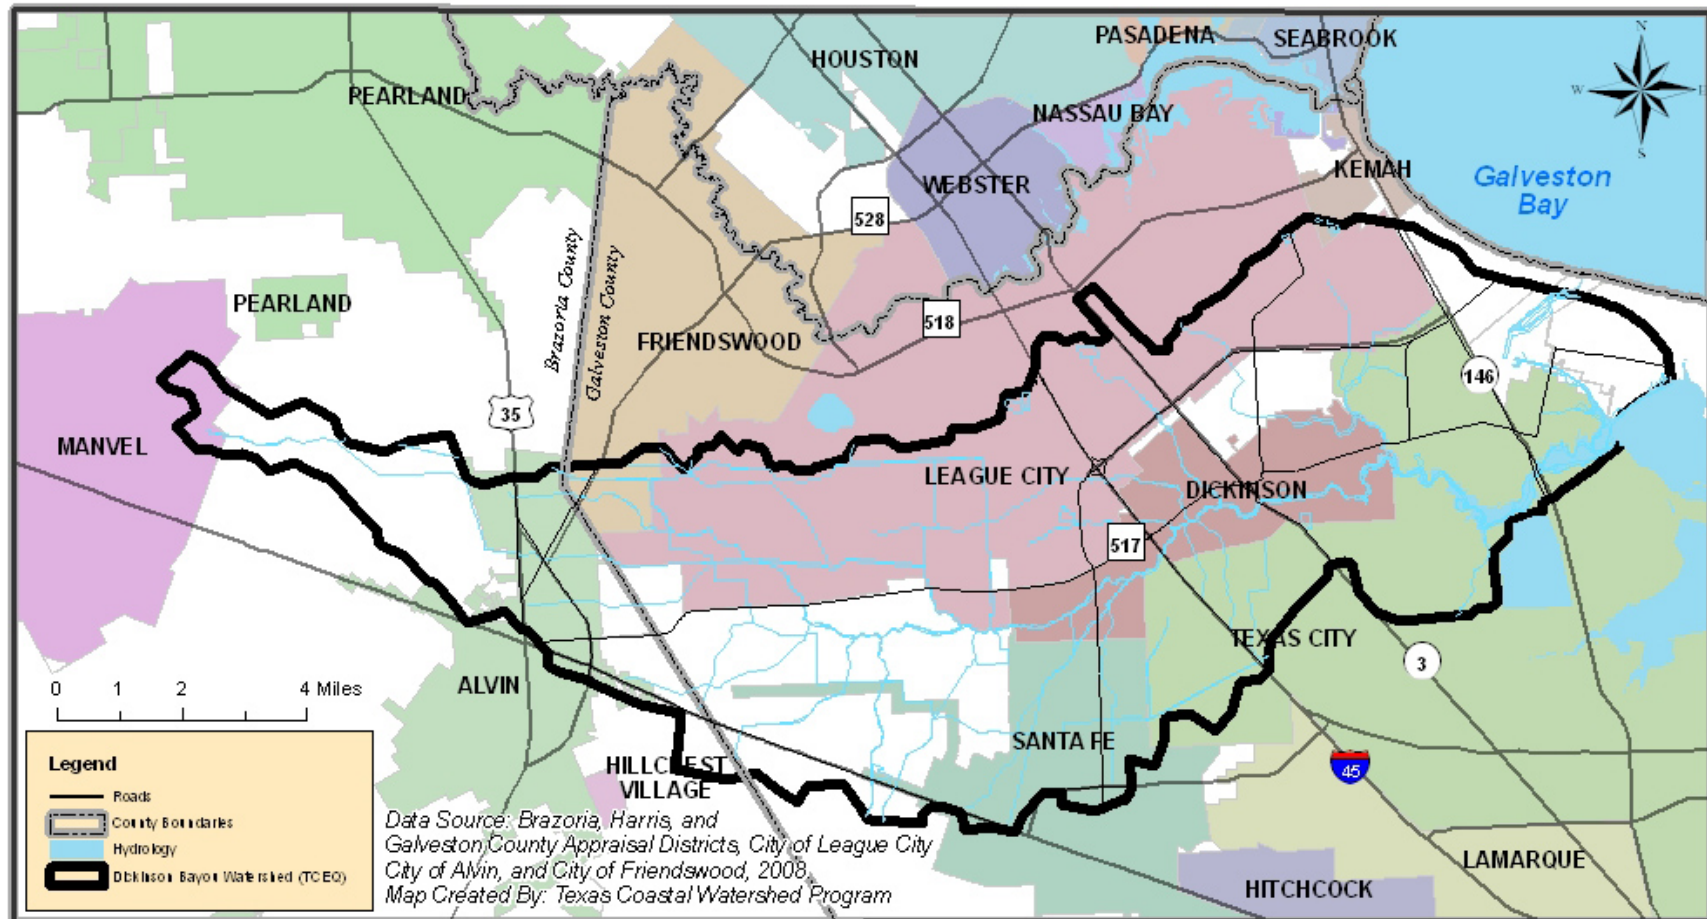 PASADENA
SEABROOK
HOUSTON
N
W
E
S
PEARLAND
NASSAU BAY
KEMAH
Galveston
Bay
WEBSTER
528
Brazoria County
Galveston County
PEARLAND
518
FRIENDSWOOD
146
35
MANVEL
LEAGUE CITY
DICKINSON
517
TEXAS CITY
3
0 1 2 4 Miles
ALVIN
SANTA FE
45
HILLCREST
VILLAGE
LAMARQUE
HITCHCOCK
Legend
Roads
County Boundaries
Hydrology
Dickinson Bayou Watershed (TCEQ)
Data Source: Brazoria, Harris, and
Galveston County Appraisal Districts, City of League City
City of Alvin, and City of Friendswood, 2008.
Map Created By: Texas Coastal Watershed Program